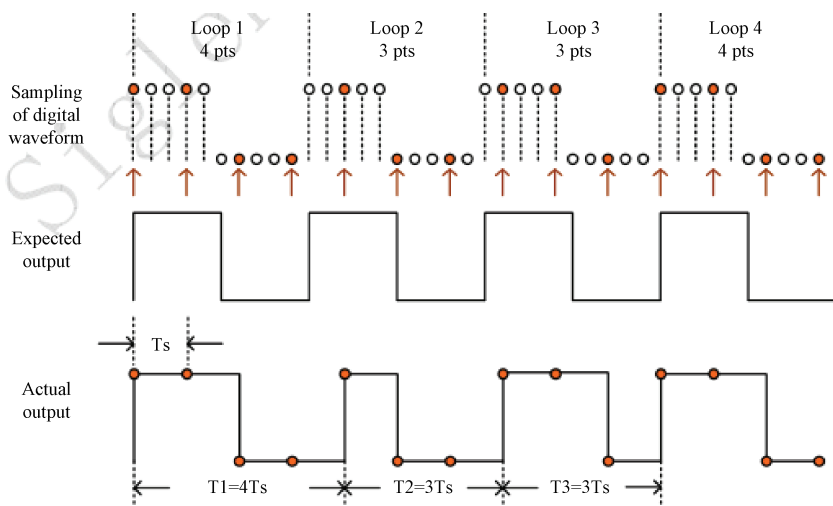 Loop 1
4 pts
Loop 2
3 pts
Loop 3
3 pts
Loop 4
4 pts
Sampling
of digital
waveform
Expected
output
Ts
Actual
output
T1=4Ts
T2=3Ts
T3=3Ts
Sigle